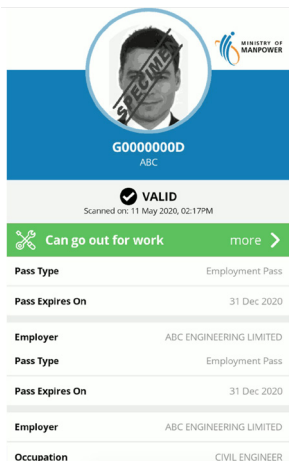 MINISTRY OF
MANPOWER
SPECIMEN
G0000000D
ABC
VALID
Scanned on: 11 May 2020, 02:17PM
Can go out for work more
Pass Type Employment Pass
Pass Expires On 31 Dec 2020
Employer ABC ENGINEERING LIMITED
Pass Type Employment Pass
Pass Expires On 31 Dec 2020
Employer ABC ENGINEERING LIMITED
Occupation CIVIL ENGINEER